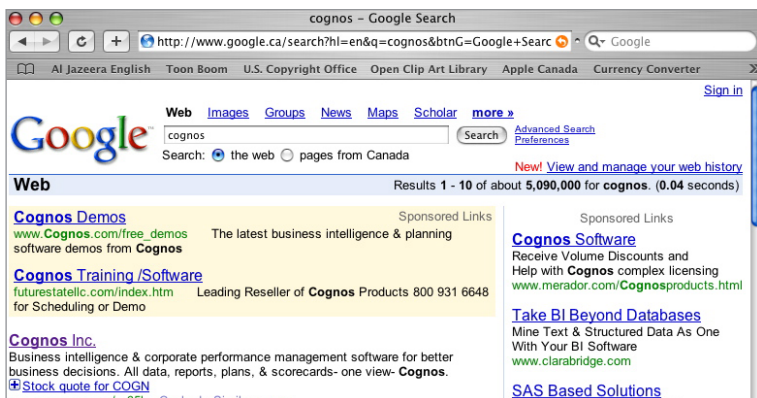 cognos – Google Search
http://www.google.ca/search?hl=en&q=cognos&btnG=Google+Searc
Google
Al Jazeera English Toon Boom U.S. Copyright Office Open Clip Art Library Apple Canada Currency Converter
Sign in
Google
Web Images Groups News Maps Scholar more »
cognos Search Advanced Search
Preferences
Search: the web pages from Canada
New! View and manage your web history
Web Results 1 - 10 of about 5,090,000 for cognos. (0.04 seconds)
Sponsored Links
Cognos Demos
www.Cognos.com/free_demos The latest business intelligence & planning
software demos from Cognos
Cognos Training /Software
futurestatellc.com/index.htm Leading Reseller of Cognos Products 800 931 6648
for Scheduling or Demo
Cognos Inc.
Business intelligence & corporate performance management software for better
business decisions. All data, reports, plans, & scorecards- one view- Cognos.
Stock quote for COGN
Sponsored Links
Cognos Software
Receive Volume Discounts and
Help with Cognos complex licensing
www.merador.com/Cognosproducts.html
Take BI Beyond Databases
Mine Text & Structured Data As One
With Your BI Software
www.clarabridge.com
SAS Based Solutions